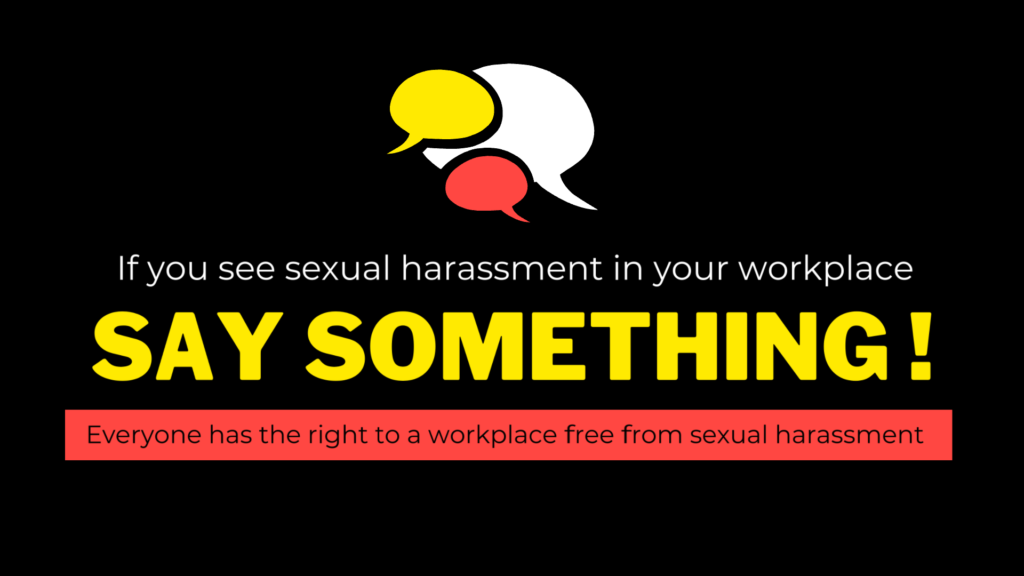 If you see sexual harassment in your workplace
SAY SOMETHING !
Everyone has the right to a workplace free from sexual harassment